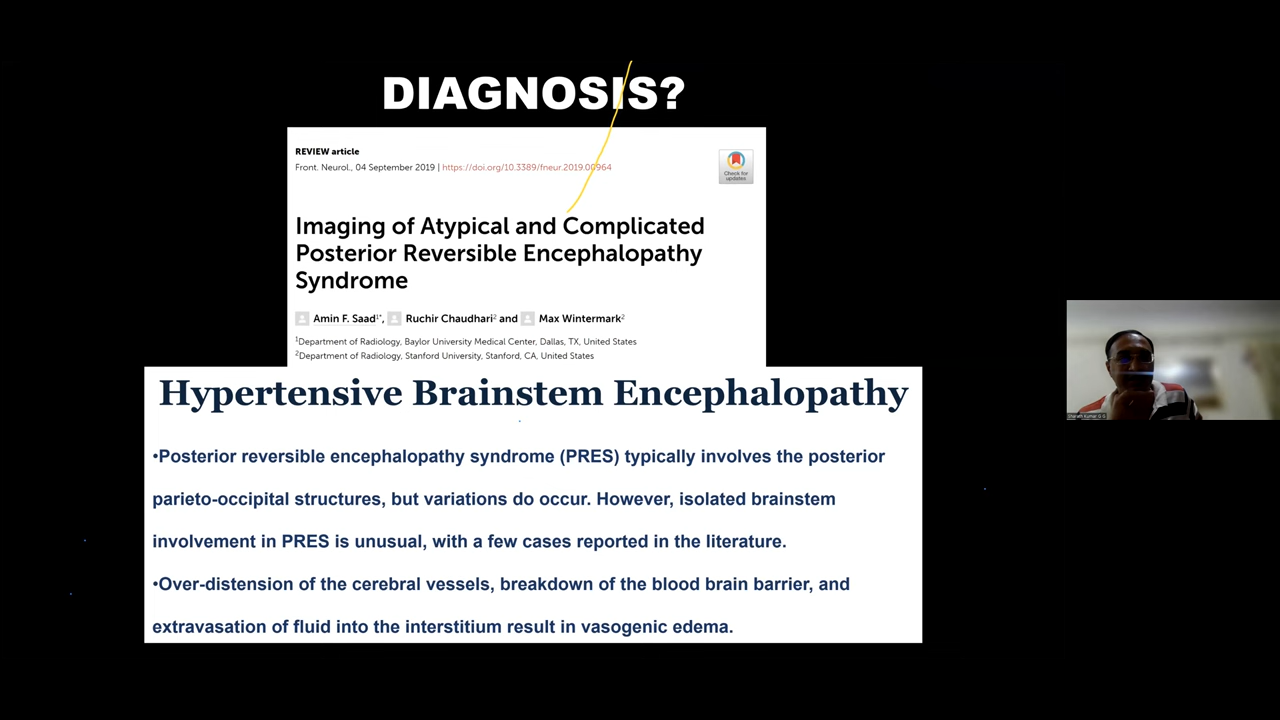 DIAGNOSIS?
REVIEW article
Front. Neurol., 04 September 2019 | https://doi.org/10.3389/fneur.2019.00964
Check for
updates
Imaging of Atypical and Complicated
Posterior Reversible Encephalopathy
Syndrome
Amin F. Saad1*, Ruchir Chaudhari2 and Max Wintermark2
1Department of Radiology, Baylor University Medical Center, Dallas, TX, United States
2Department of Radiology, Stanford University, Stanford, CA, United States
Hypertensive Brainstem Encephalopathy
•Posterior reversible encephalopathy syndrome (PRES) typically involves the posterior
parieto-occipital structures, but variations do occur. However, isolated brainstem
involvement in PRES is unusual, with a few cases reported in the literature.
•Over-distension of the cerebral vessels, breakdown of the blood brain barrier, and
extravasation of fluid into the interstitium result in vasogenic edema.
Sharath Kumar G G